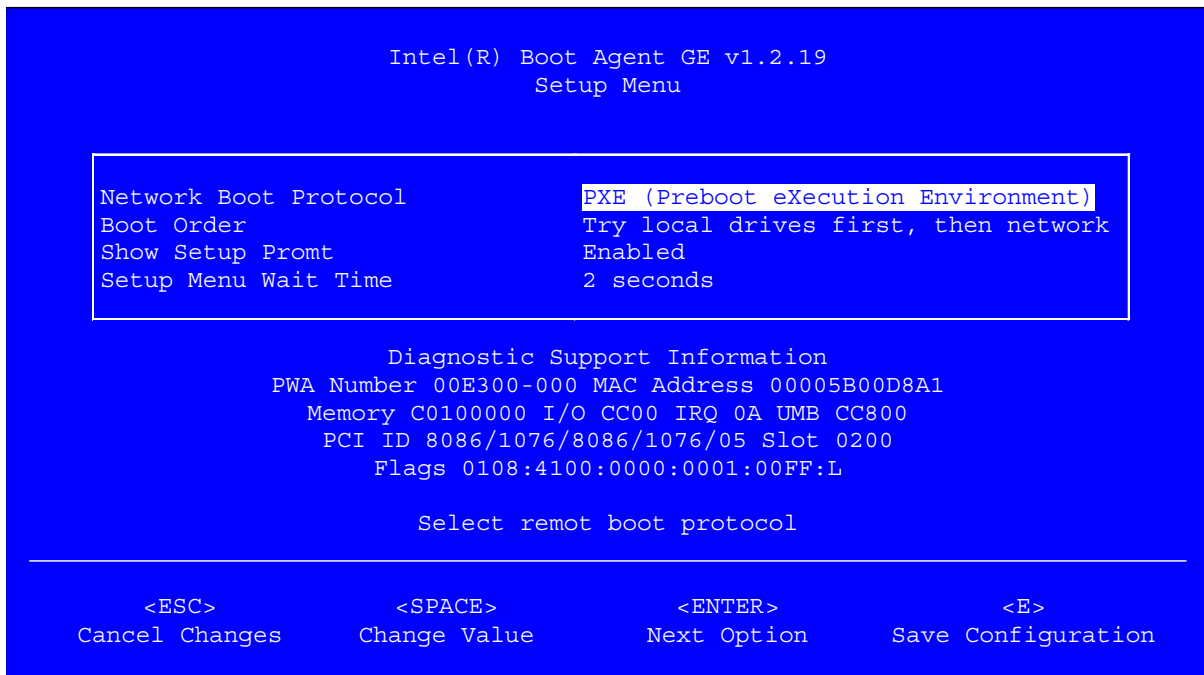 Intel(R) Boot Agent GE v1.2.19
Setup Menu
Network Boot Protocol PXE (Preboot eXecution Environment)
Boot Order Try local drives first, then network
Show Setup Promt Enabled
Setup Menu Wait Time 2 seconds
Diagnostic Support Information
PWA Number 00E300-000 MAC Address 00005B00D8A1
Memory C0100000 I/O CC00 IRQ 0A UMB CC800
PCI ID 8086/1076/8086/1076/05 Slot 0200
Flags 0108:4100:0000:0001:00FF:L
Select remot boot protocol
<ESC> <SPACE> <ENTER> <E>
Cancel Changes Change Value Next Option Save Configuration